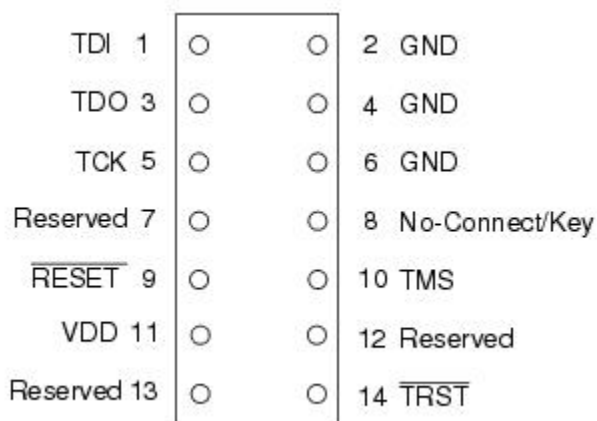 TDI 1 2 GND
TDO 3 4 GND
TCK 5 6 GND
Reserved 7 8 No-Connect/Key
RESET 9 10 TMS
VDD 11 12 Reserved
Reserved 13 14 TRST